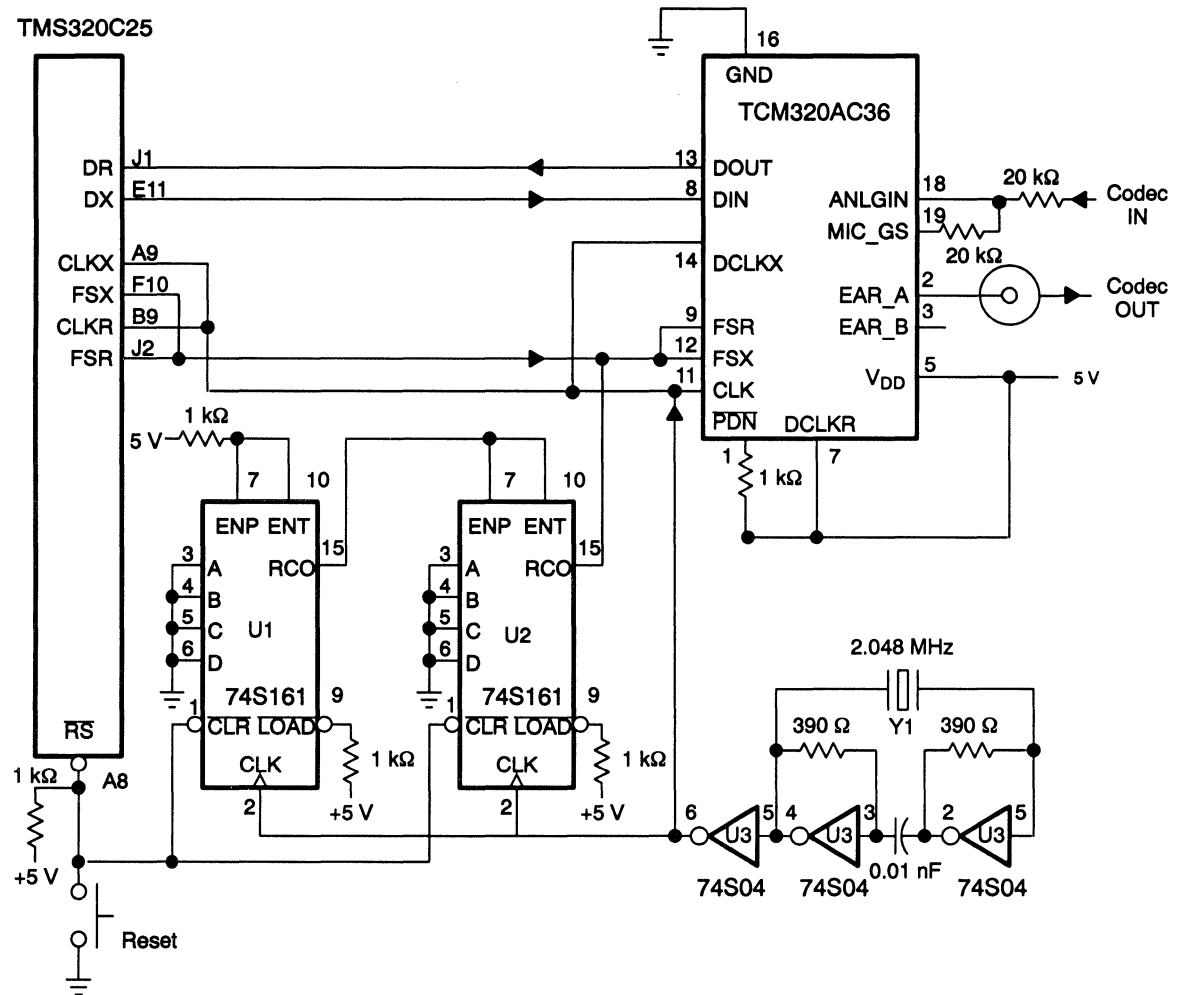 TMS320C25
16
GND
TCM320AC36
DR J1
13 DOUT
DX E11
8 DIN
ANLGIN 18
20 kΩ
Codec IN
MIC_GS 19
20 kΩ
CLKX A9
14 DCLKX
FSX F10
EAR_A 2
Codec OUT
CLKR B9
9 FSR
EAR_B 3
FSR J2
12 FSX
11 CLK
VDD 5
5 V
PDN DCLKR
1
7
1 kΩ
1 kΩ
5 V
7 10
7 10
ENP ENT
ENP ENT
15
15
3 A RCO
3 A RCO
4 B
4 B
5 C U1
5 C U2
6 D
6 D
74S161 9
74S161 9
1 CLR LOAD
1 CLR LOAD
CLK
CLK
1 kΩ
1 kΩ
2
2
+5 V
+5 V
2.048 MHz
390 Ω
Y1
390 Ω
RS
1 kΩ
A8
+5 V
6 U3 5
4 U3 3
2 U3 5
0.01 nF
74S04
74S04
74S04
Reset